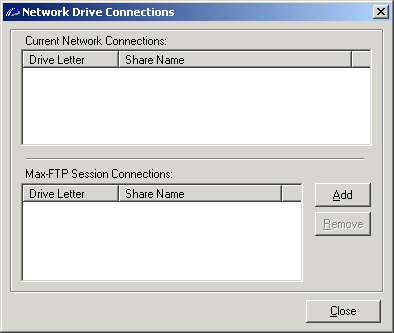 Network Drive Connections
Current Network Connections:
Drive Letter Share Name
Max-FTP Session Connections:
Drive Letter Share Name
Add
Remove
Close